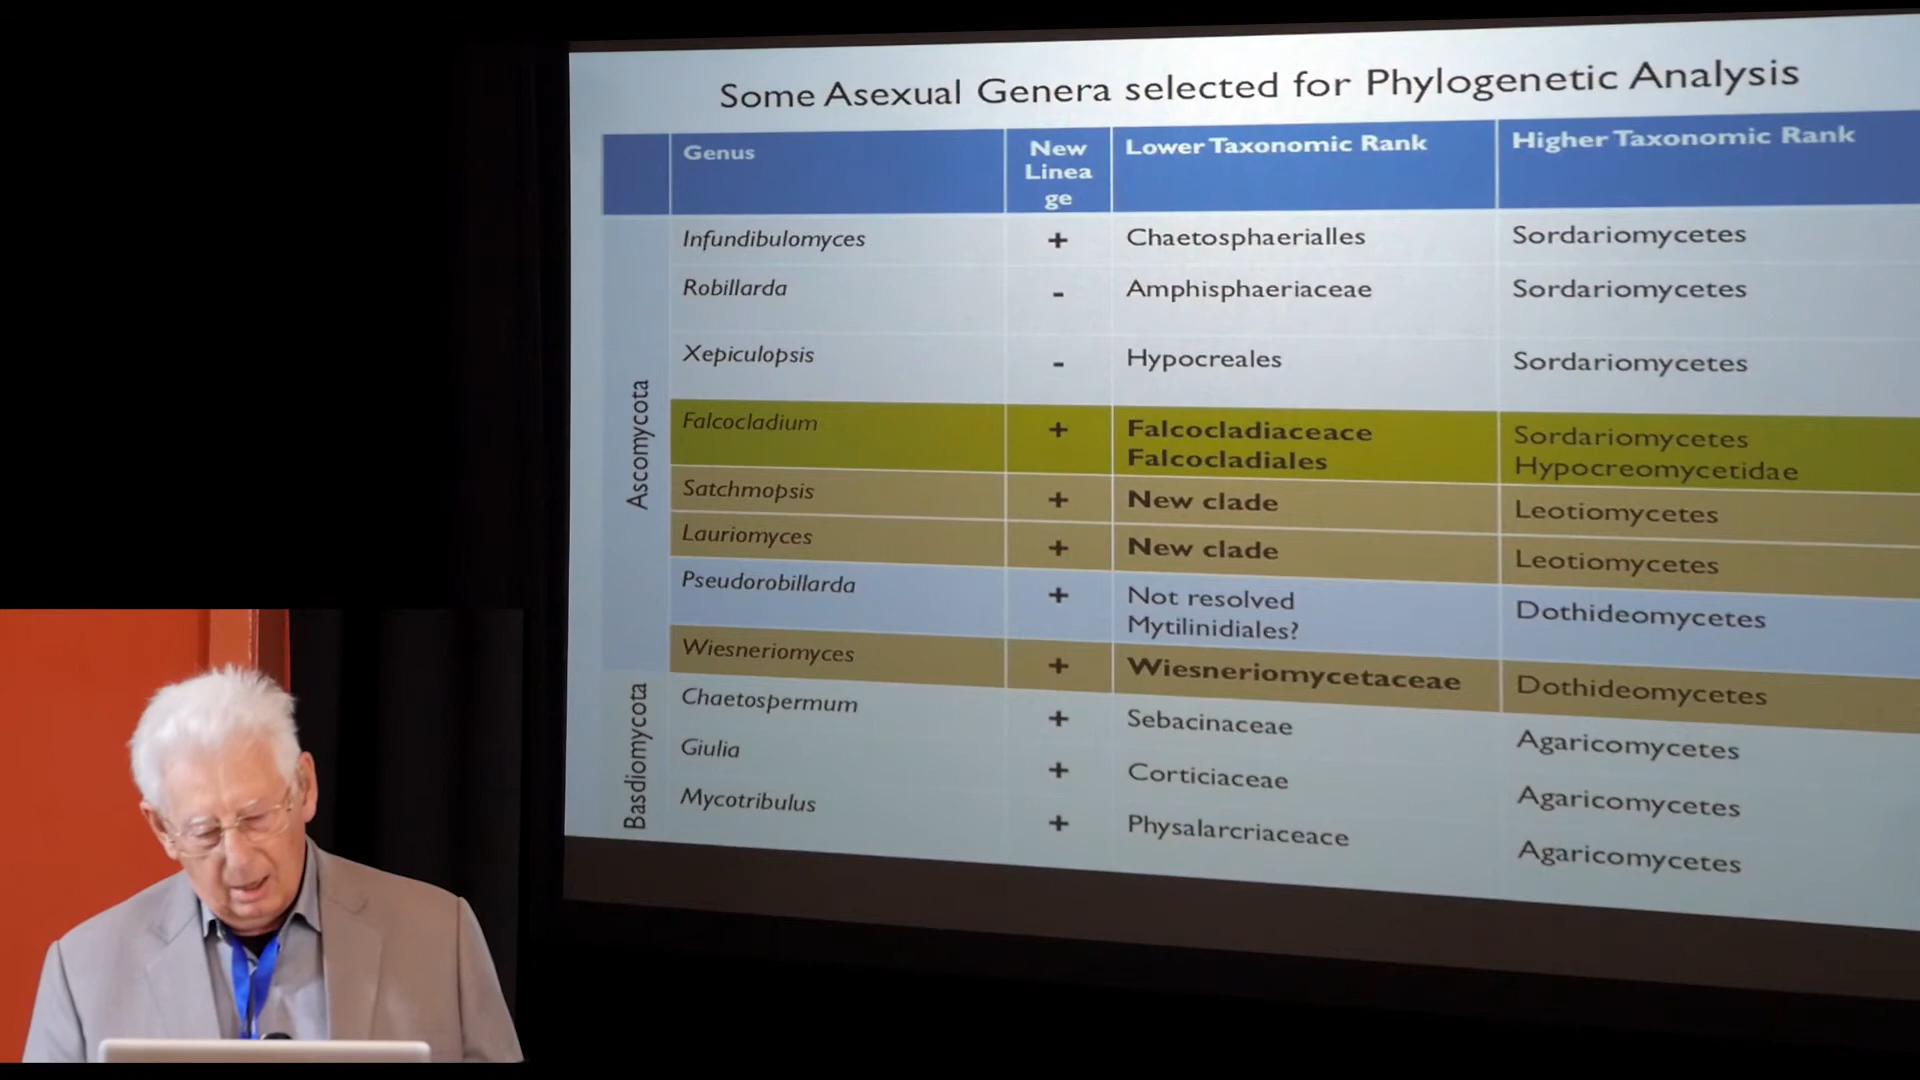 Some Asexual Genera selected for Phylogenetic Analysis
Genus
New
Linea
ge
Lower Taxonomic Rank
Higher Taxonomic Rank
Ascomycota
Infundibulomyces + Chaetosphaerialles Sordariomycetes
Robillarda - Amphisphaeriaceae Sordariomycetes
Xepiculopsis - Hypocreales Sordariomycetes
Falcocladium + Falcocladiaceace Sordariomycetes
Falcocladiales Hypocreomycetidae
Satchmopsis + New clade Leotiomycetes
Lauriomyces + New clade Leotiomycetes
Pseudorobillarda + Not resolved Dothideomycetes
Mytilinidiales?
Wiesneriomyces + Wiesneriomycetaceae Dothideomycetes
Basdiomycota
Chaetospermum + Sebacinaceae Agaricomycetes
Giulia + Corticiaceae Agaricomycetes
Mycotribulus + Physalarcriaceace Agaricomycetes